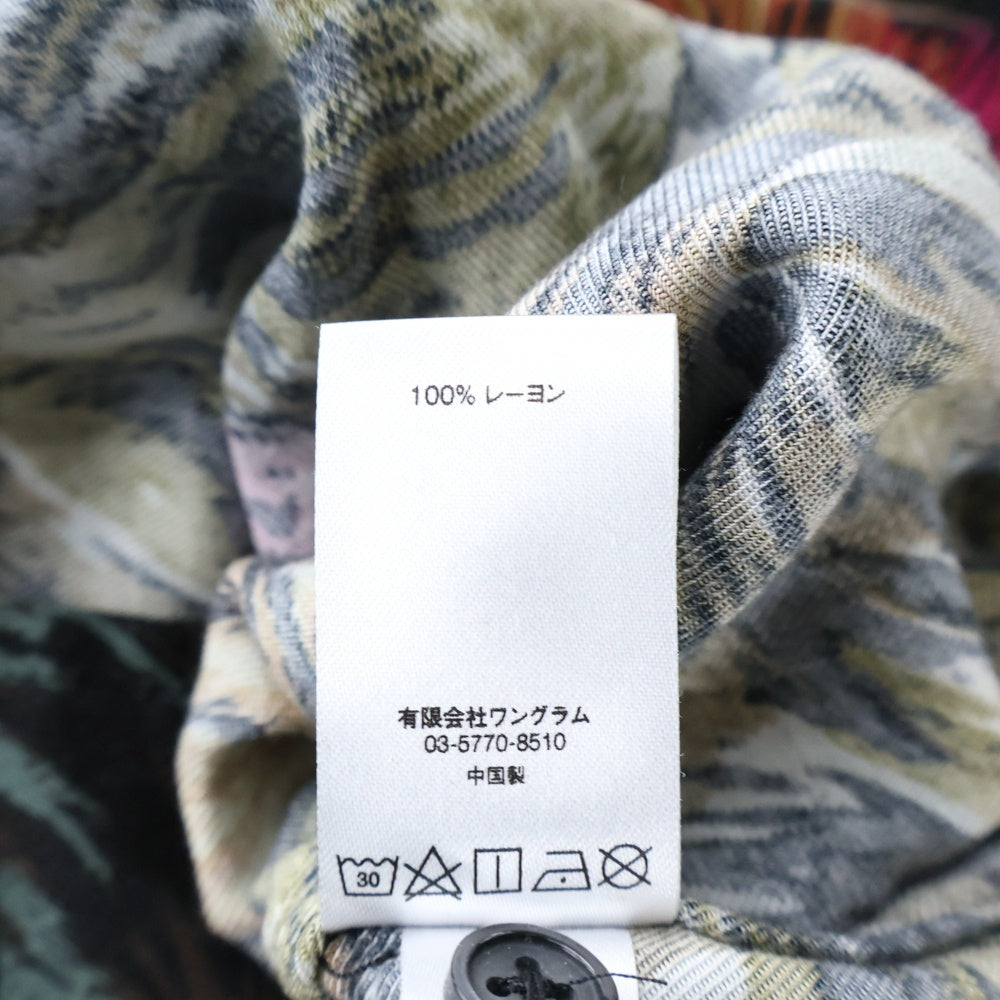 100% レーヨン
有限会社ワングラム
03-5770-8510
中国製
30